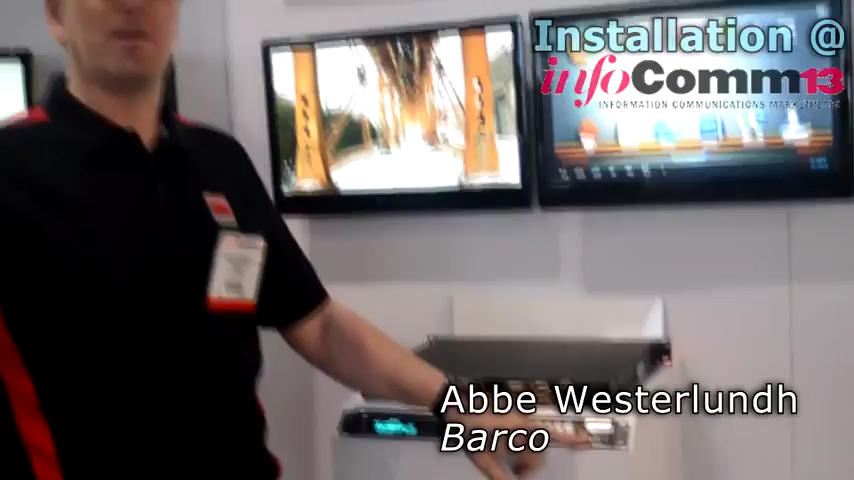 Installation @
infoComm13
INFORMATION COMMUNICATIONS MARKETPLACE
Abbe Westerlundh
Barco